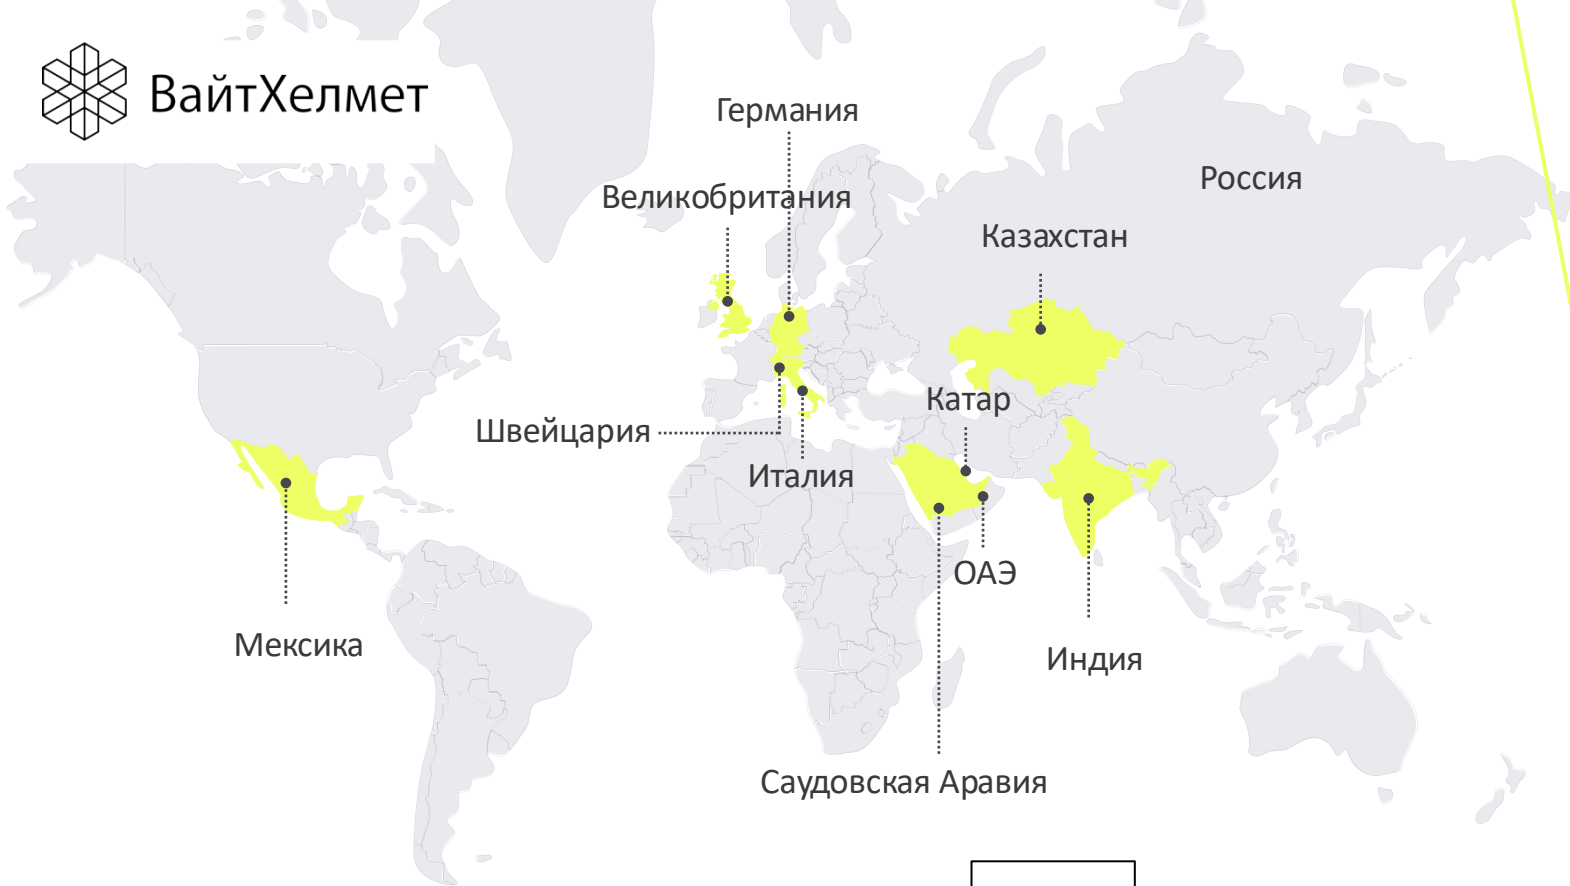 ВайтХелмет
Германия
Россия
Великобритания
Казахстан
Катар
Швейцария
Италия
ОАЭ
Мексика
Индия
Саудовская Аравия